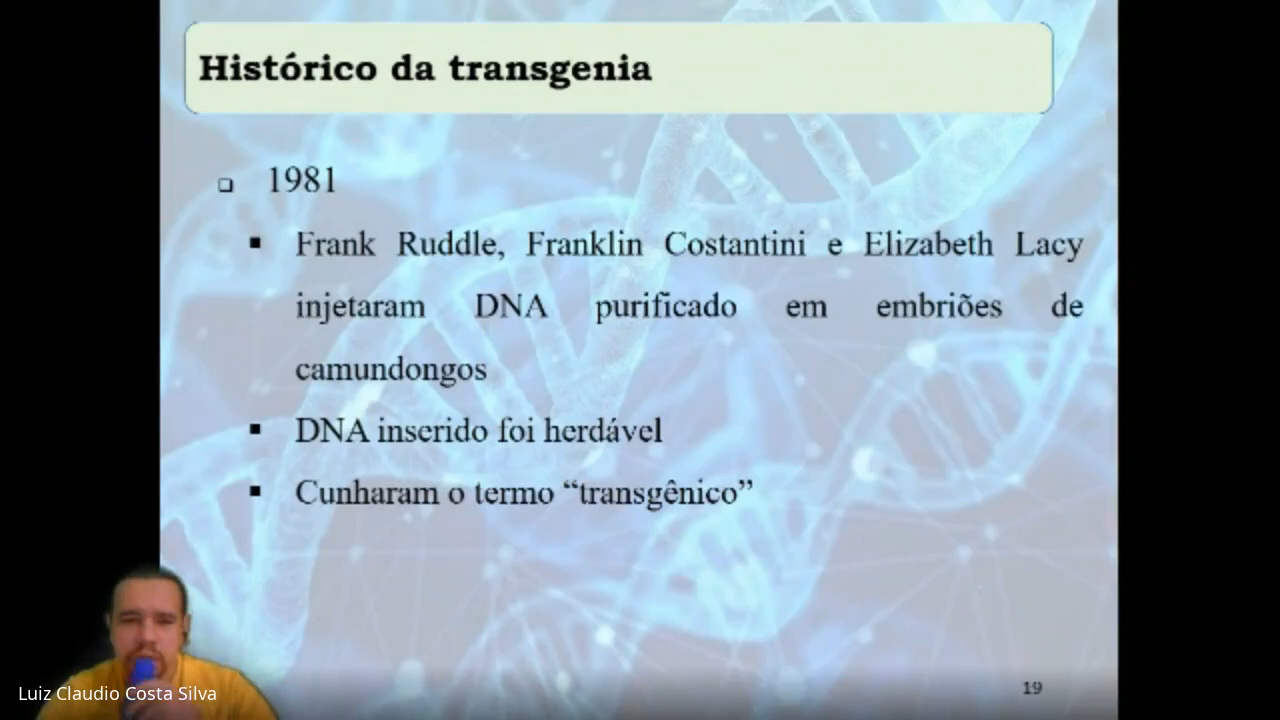 Histórico da transgenia
1981
Frank Ruddle, Franklin Costantini e Elizabeth Lacy
injetaram DNA purificado em embriões de
camundongos
DNA inserido foi herdável
Cunharam o termo “transgênico”
Luiz Claudio Costa Silva
19